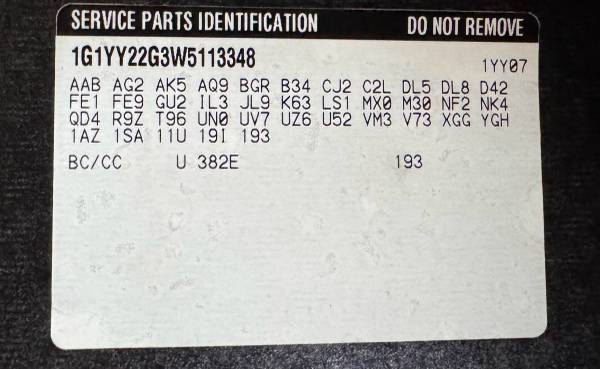 SERVICE PARTS IDENTIFICATION DO NOT REMOVE
1G1YY22G3W5113348 1YY07
AAB AG2 AK5 AQ9 BGR B34 CJ2 C2L DL5 DL8 D42
FE1 FE9 GU2 IL3 JL9 K63 LS1 MX0 M30 NF2 NK4
QD4 R9Z T96 UN0 UV7 UZ6 U52 VM3 V73 XGG YGH
1AZ 1SA 11U 19I 193
BC/CC U 382E 193